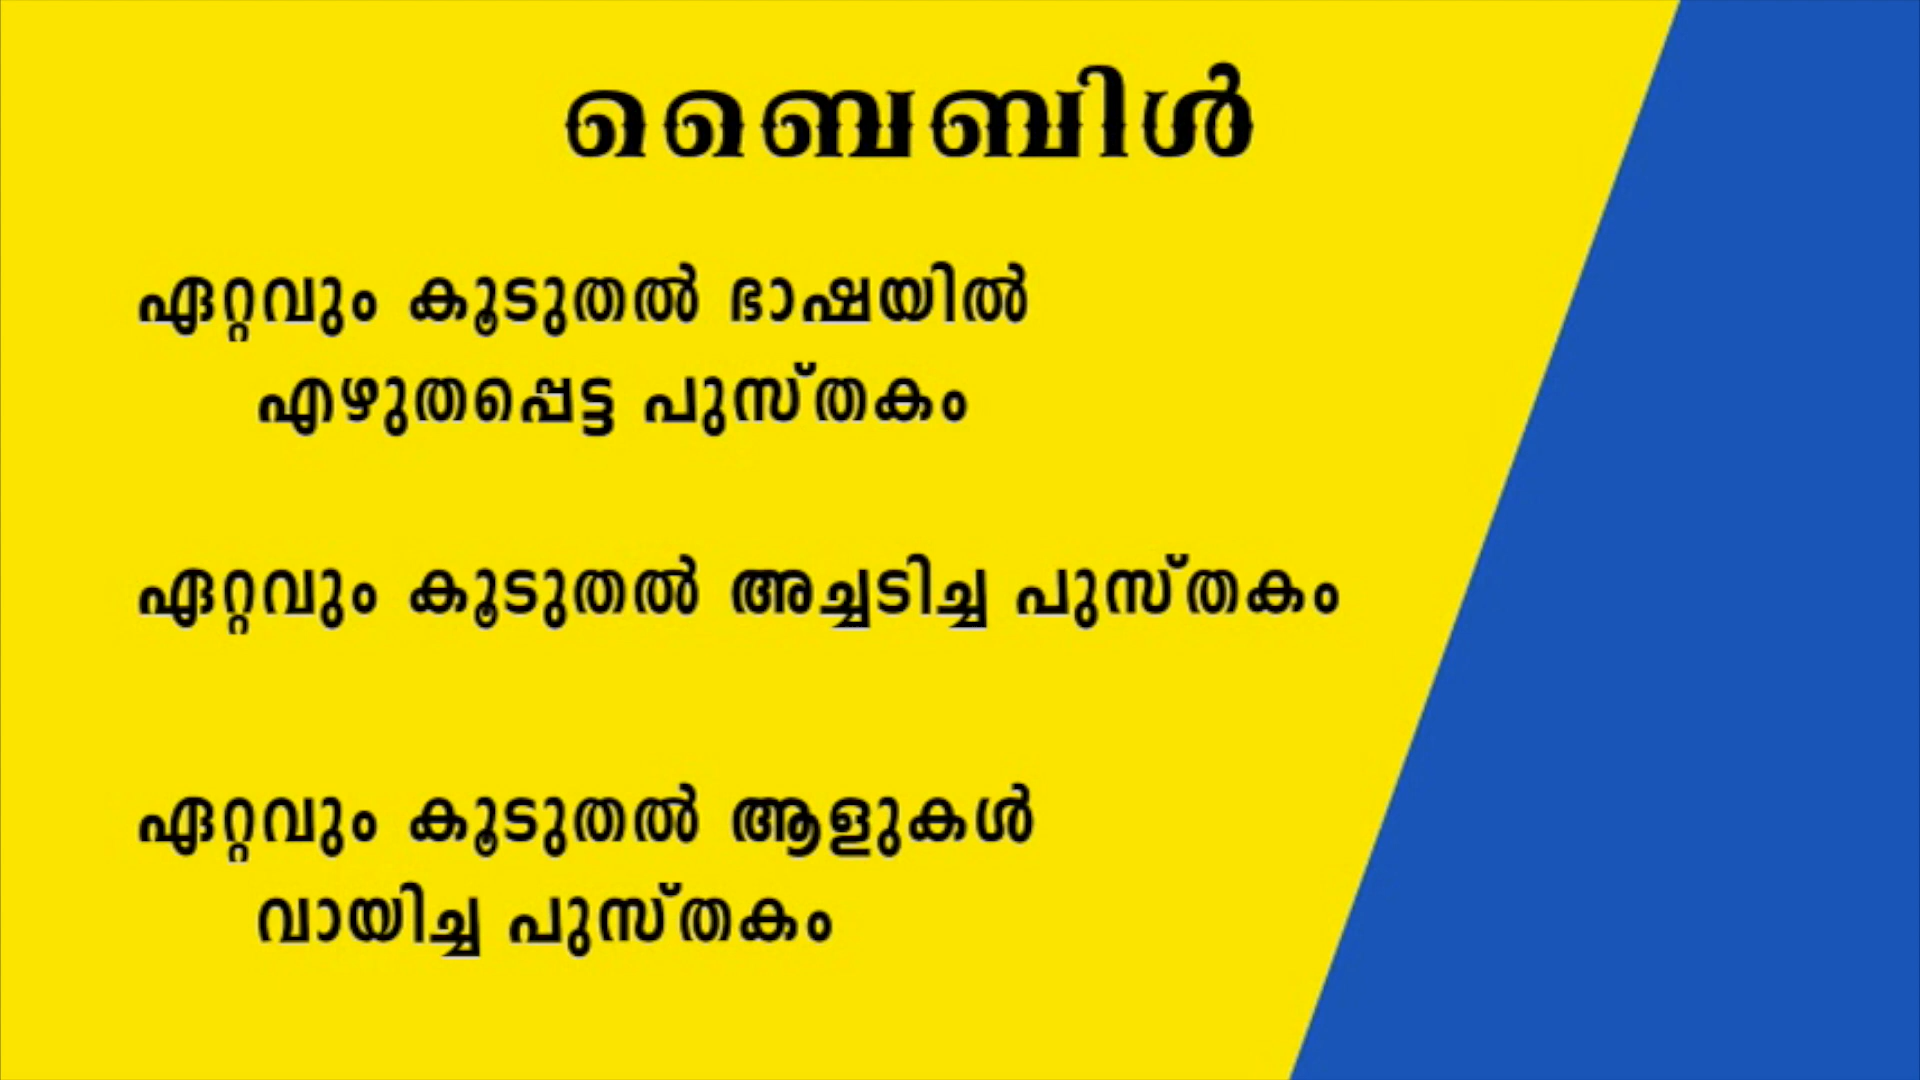 ബൈബിൾ
ഏറ്റവും കൂടുതൽ ഭാഷയിൽ
എഴുതപ്പെട്ട പുസ്തകം
ഏറ്റവും കൂടുതൽ അച്ചടിച്ച പുസ്തകം
ഏറ്റവും കൂടുതൽ ആളുകൾ
വായിച്ച പുസ്തകം